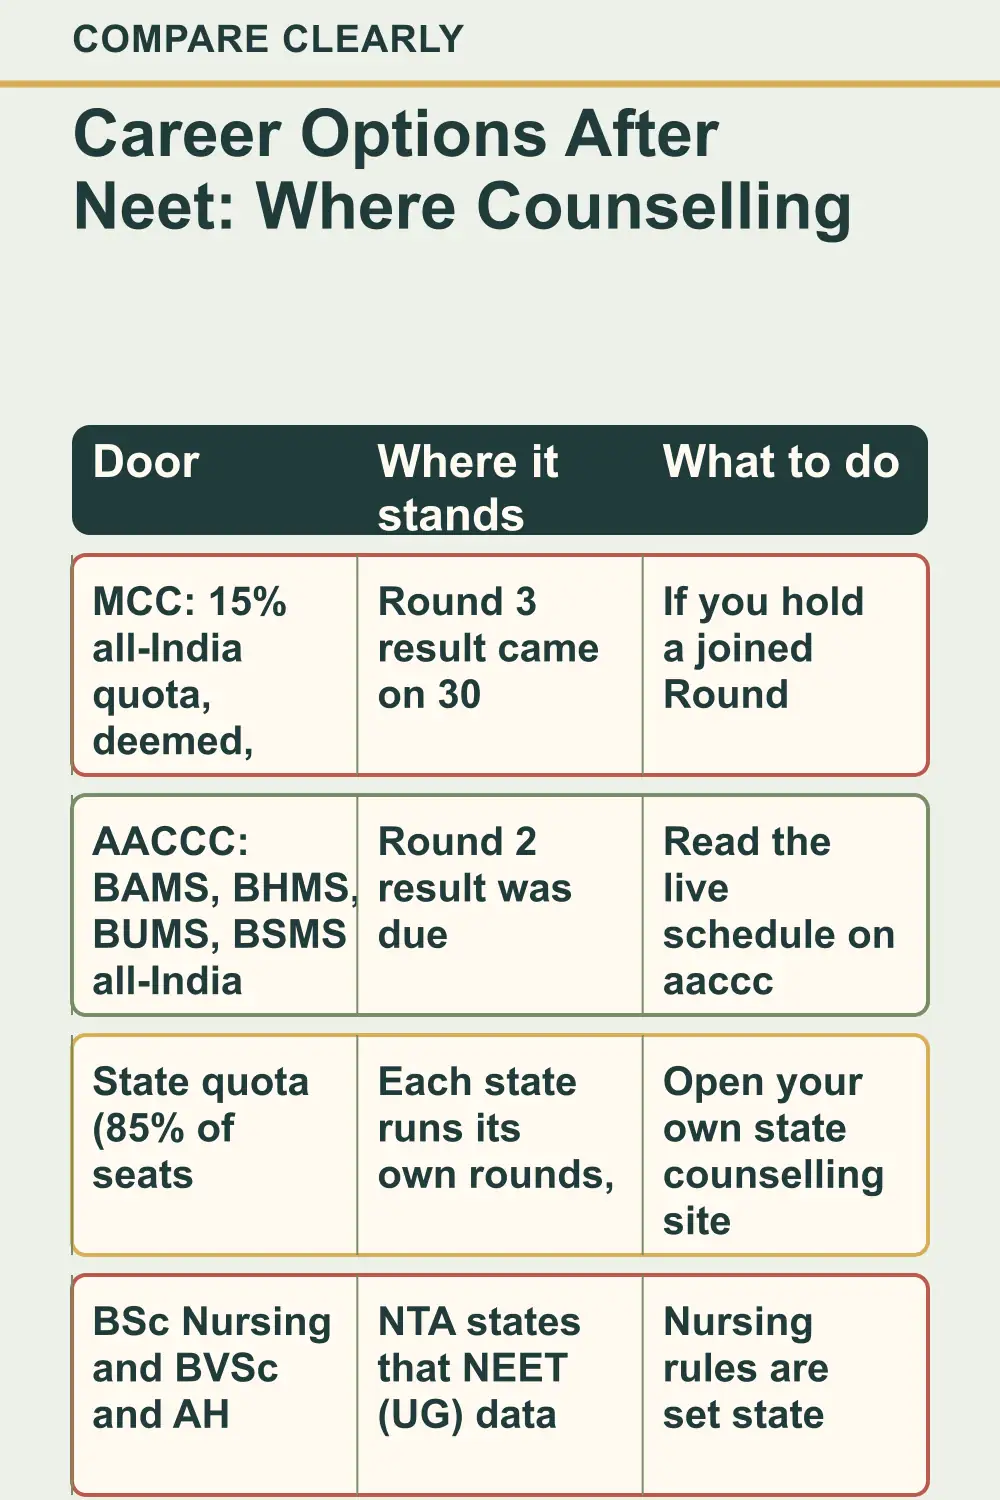 COMPARE CLEARLY
Career Options After
Neet: Where Counselling
Door
Where it
stands
What to do
MCC: 15%
all-India
quota,
deemed,
Round 3
result came
on 30
If you hold
a joined
Round
AACCC:
BAMS, BHMS,
BUMS, BSMS
all-India
Round 2
result was
due
Read the
live
schedule on
aaccc
State quota
(85% of
seats
Each state
runs its
own rounds,
Open your
own state
counselling
site
BSc Nursing
and BVSc
and AH
NTA states
that NEET
(UG) data
Nursing
rules are
set state